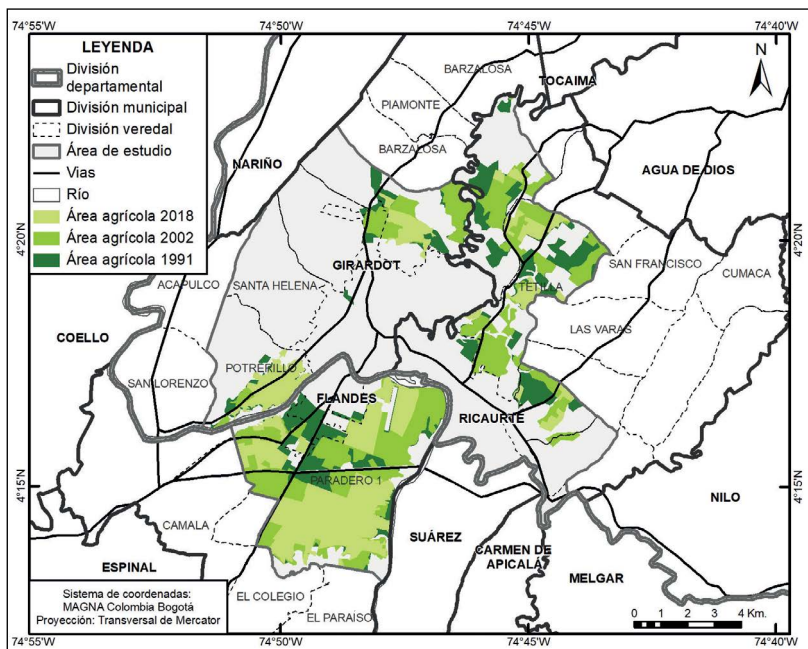 74°55'W 74°50'W 74°45'W 74°40'W
LEYENDA
División
departamental
División municipal
División veredal
Área de estudio
Vias
Río
Área agrícola 2018
Área agrícola 2002
Área agrícola 1991
N
BARZALOSA
TOCAIMA
PIAMONTE
BARZALOSA
NARIÑO
AGUA DE DIOS
4°20'N
4°20'N
GIRARDOT
SAN FRANCISCO
CUMACA
ACAPULCO
SANTA HELENA
TETILLA
COELLO
LAS VARAS
POTRERILLO
SAN LORENZO
FLANDES
RICAURTE
4°15'N
4°15'N
PARADERO 1
NILO
CAMALA
SUÁREZ
CARMEN DE
APICALÁ
ESPINAL
MELGAR
EL COLEGIO
EL PARAÍSO
Sistema de coordenadas:
MAGNA Colombia Bogotá
Proyección: Transversal de Mercator
0 1 2 3 4 Km.
74°55'W 74°50'W 74°45'W 74°40'W